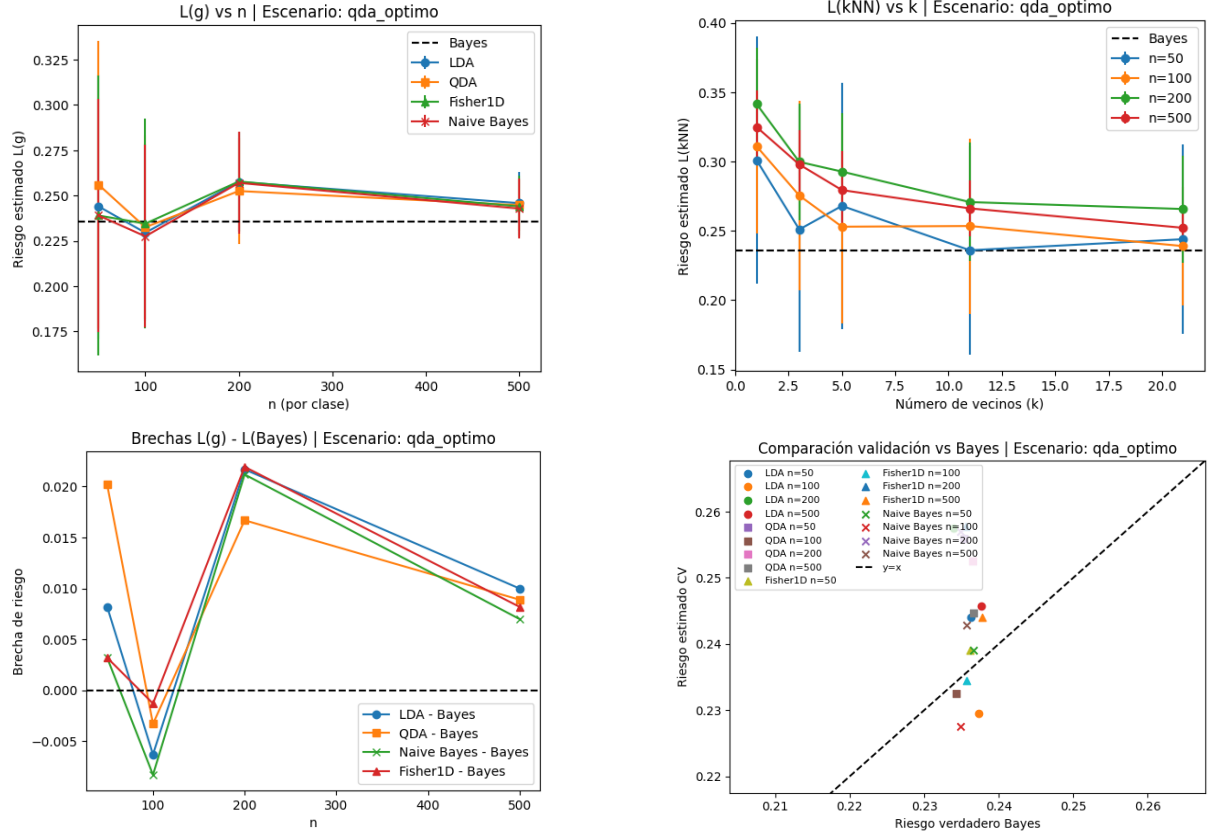 L(g) vs n | Escenario: qda_optimo
Riesgo estimado L(g)
0.325
0.300
0.275
0.250
0.225
0.200
0.175
100
200
300
400
500
n (por clase)
Bayes
LDA
QDA
Fisher1D
Naive Bayes
L(kNN) vs k | Escenario: qda_optimo
Riesgo estimado L(kNN)
0.40
0.35
0.30
0.25
0.20
0.15
0.0
2.5
5.0
7.5
10.0
12.5
15.0
17.5
20.0
Número de vecinos (k)
Bayes
n=50
n=100
n=200
n=500
Brechas L(g) - L(Bayes) | Escenario: qda_optimo
Brecha de riesgo
0.020
0.015
0.010
0.005
0.000
−0.005
100
200
300
400
500
n
LDA - Bayes
QDA - Bayes
Naive Bayes - Bayes
Fisher1D - Bayes
Comparación validación vs Bayes | Escenario: qda_optimo
Riesgo estimado CV
0.26
0.25
0.24
0.23
0.22
0.21
0.22
0.23
0.24
0.25
0.26
Riesgo verdadero Bayes
LDA n=50
LDA n=100
LDA n=200
LDA n=500
QDA n=50
QDA n=100
QDA n=200
QDA n=500
Fisher1D n=50
Fisher1D n=100
Fisher1D n=200
Fisher1D n=500
Naive Bayes n=50
Naive Bayes n=100
Naive Bayes n=200
Naive Bayes n=500
y=x